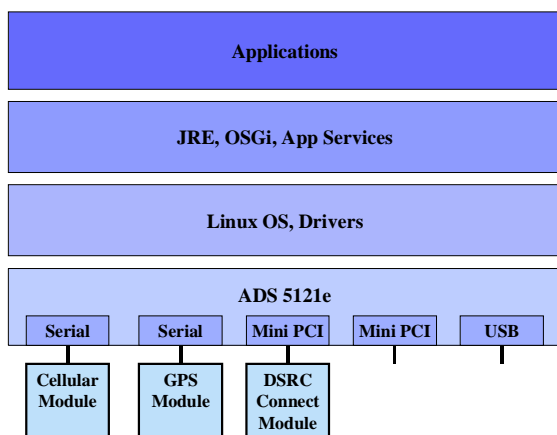 Applications
JRE, OSGi, App Services
Linux OS, Drivers
ADS 5121e
Serial
Serial
Mini PCI
Mini PCI
USB
Cellular
Module
GPS
Module
DSRC
Connect
Module